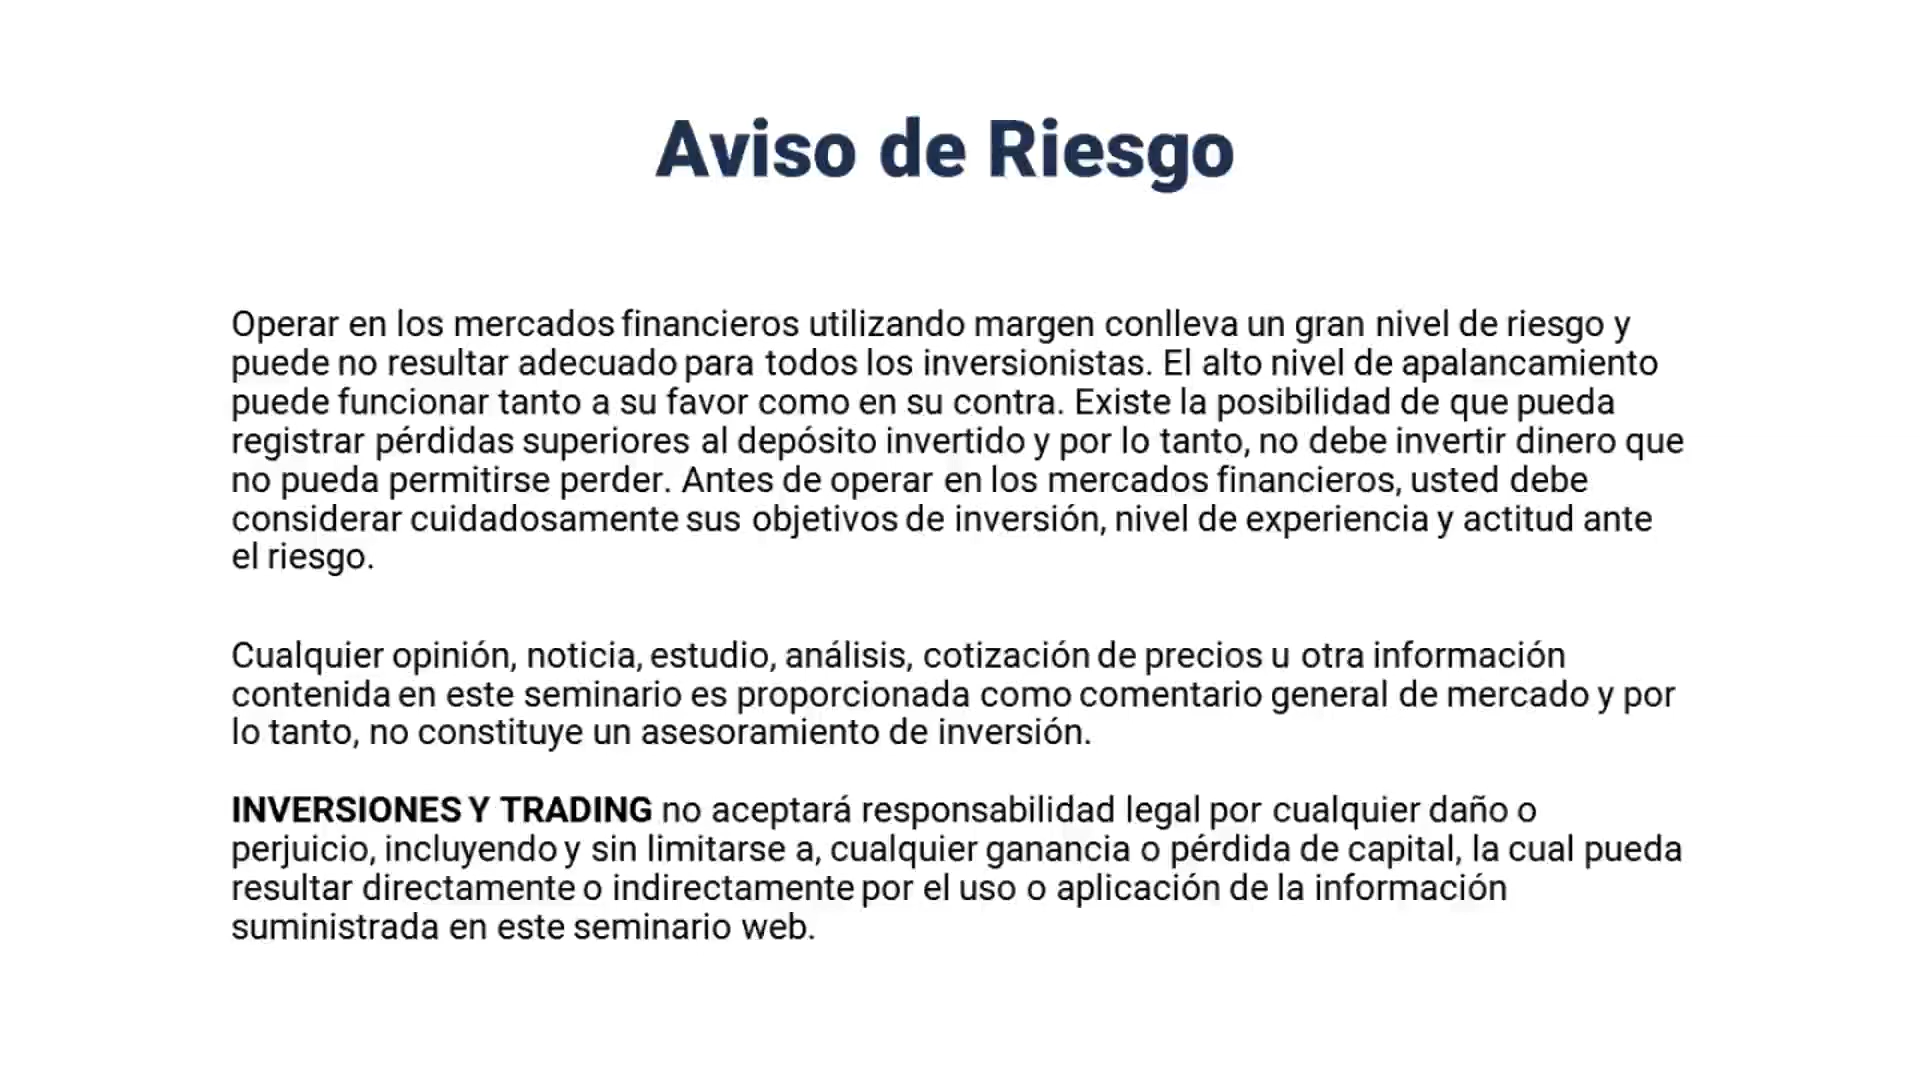 Aviso de Riesgo
Operar en los mercados financieros utilizando margen conlleva un gran nivel de riesgo y
puede no resultar adecuado para todos los inversionistas. El alto nivel de apalancamiento
puede funcionar tanto a su favor como en su contra. Existe la posibilidad de que pueda
registrar pérdidas superiores al depósito invertido y por lo tanto, no debe invertir dinero que
no pueda permitirse perder. Antes de operar en los mercados financieros, usted debe
considerar cuidadosamente sus objetivos de inversión, nivel de experiencia y actitud ante
el riesgo.
Cualquier opinión, noticia, estudio, análisis, cotización de precios u otra información
contenida en este seminario es proporcionada como comentario general de mercado y por
lo tanto, no constituye un asesoramiento de inversión.
INVERSIONES Y TRADING no aceptará responsabilidad legal por cualquier daño o
perjuicio, incluyendo y sin limitarse a, cualquier ganancia o pérdida de capital, la cual pueda
resultar directamente o indirectamente por el uso o aplicación de la información
suministrada en este seminario web.